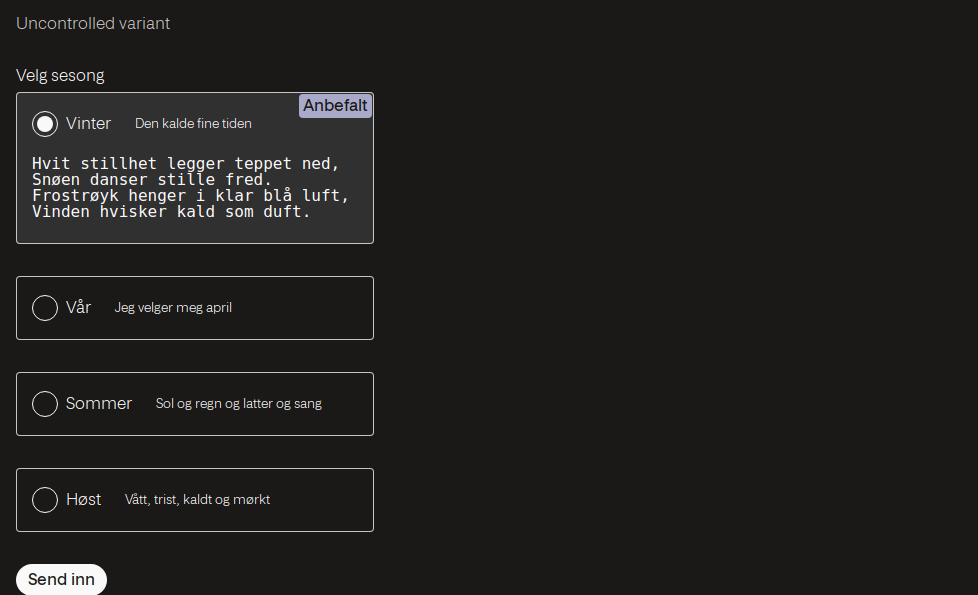 Uncontrolled variant
Velg sesong
Anbefalt
Vinter Den kalde fine tiden
Hvit stillhet legger teppet ned,
Snøen danser stille fred.
Frostrøyk henger i klar blå luft,
Vinden hvisker kald som duft.
Vår Jeg velger meg april
Sommer Sol og regn og latter og sang
Høst Vått, trist, kaldt og mørkt
Send inn